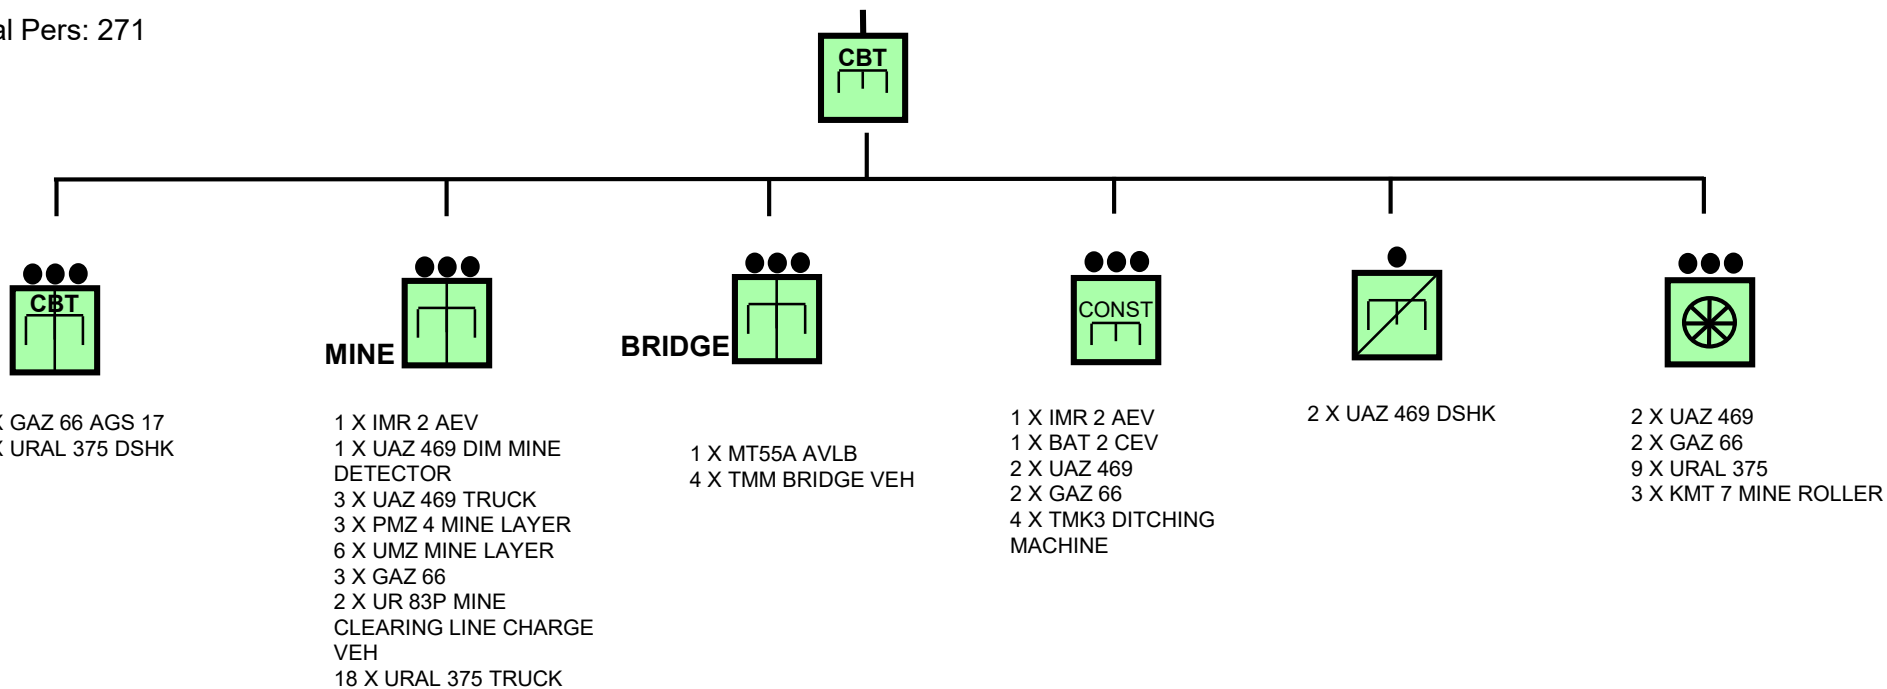 al Pers: 271
CBT
CBT
MINE
BRIDGE
CONST
X GAZ 66 AGS 17
X URAL 375 DSHK
1 X IMR 2 AEV
1 X UAZ 469 DIM MINE
DETECTOR
3 X UAZ 469 TRUCK
3 X PMZ 4 MINE LAYER
6 X UMZ MINE LAYER
3 X GAZ 66
2 X UR 83P MINE
CLEARING LINE CHARGE
VEH
18 X URAL 375 TRUCK
1 X MT55A AVLB
4 X TMM BRIDGE VEH
1 X IMR 2 AEV
1 X BAT 2 CEV
2 X UAZ 469
2 X GAZ 66
4 X TMK3 DITCHING
MACHINE
2 X UAZ 469 DSHK
2 X UAZ 469
2 X GAZ 66
9 X URAL 375
3 X KMT 7 MINE ROLLER